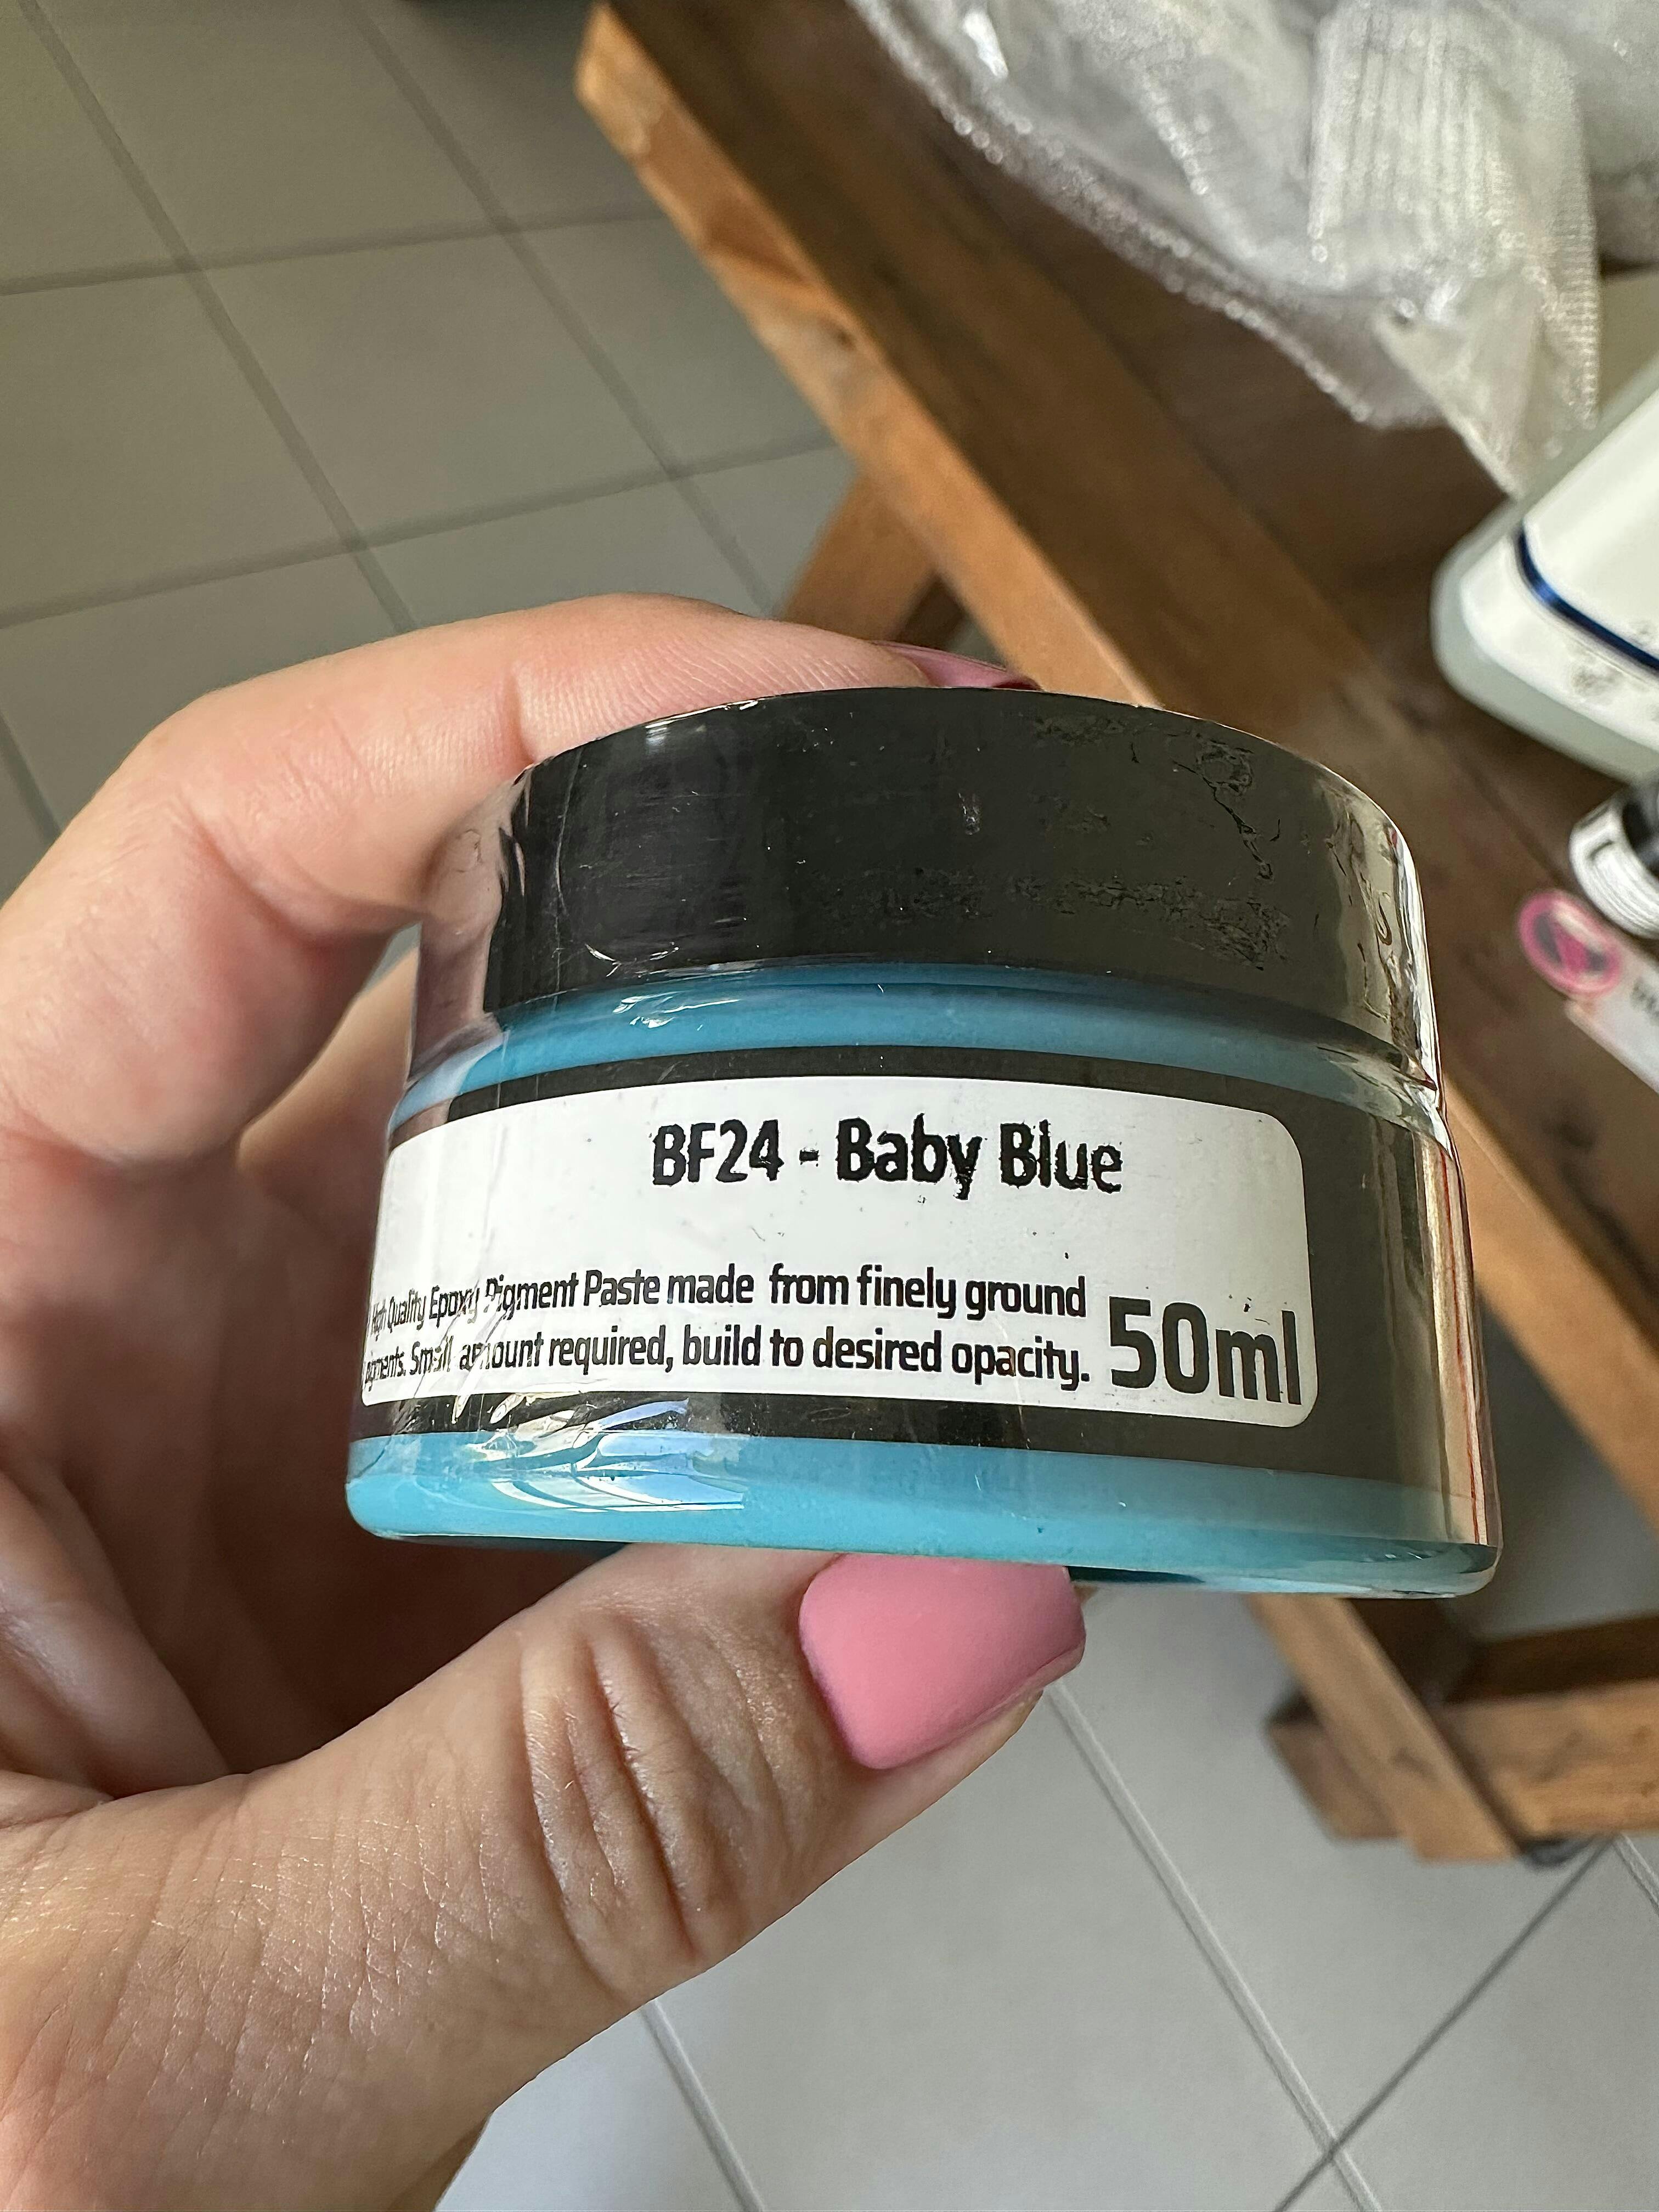 BF24 - Baby Blue
High Quality Epoxy Pigment Paste made from finely ground
pigments. Small amount required, build to desired opacity.
50ml